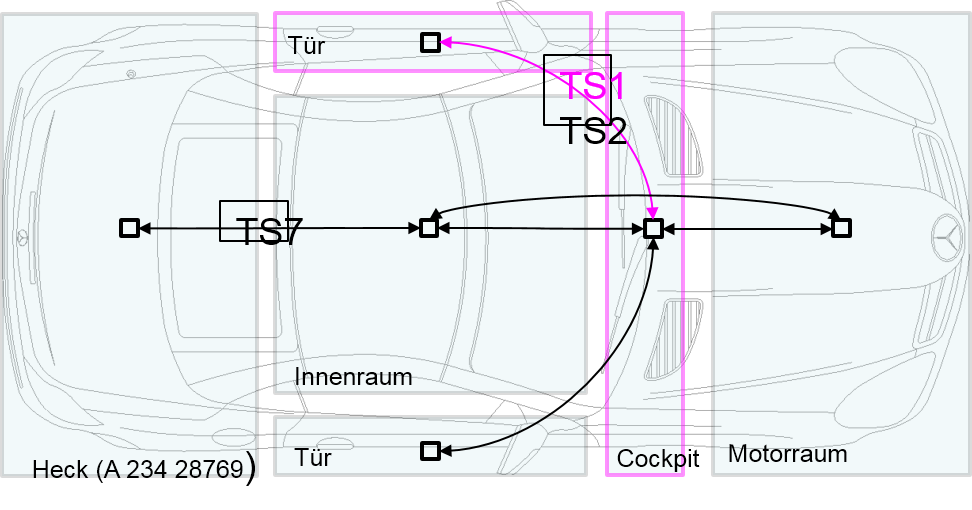 Tür
TS1
TS2
TS7
Innenraum
Tür
Heck (A 234 28769)
Cockpit
Motorraum